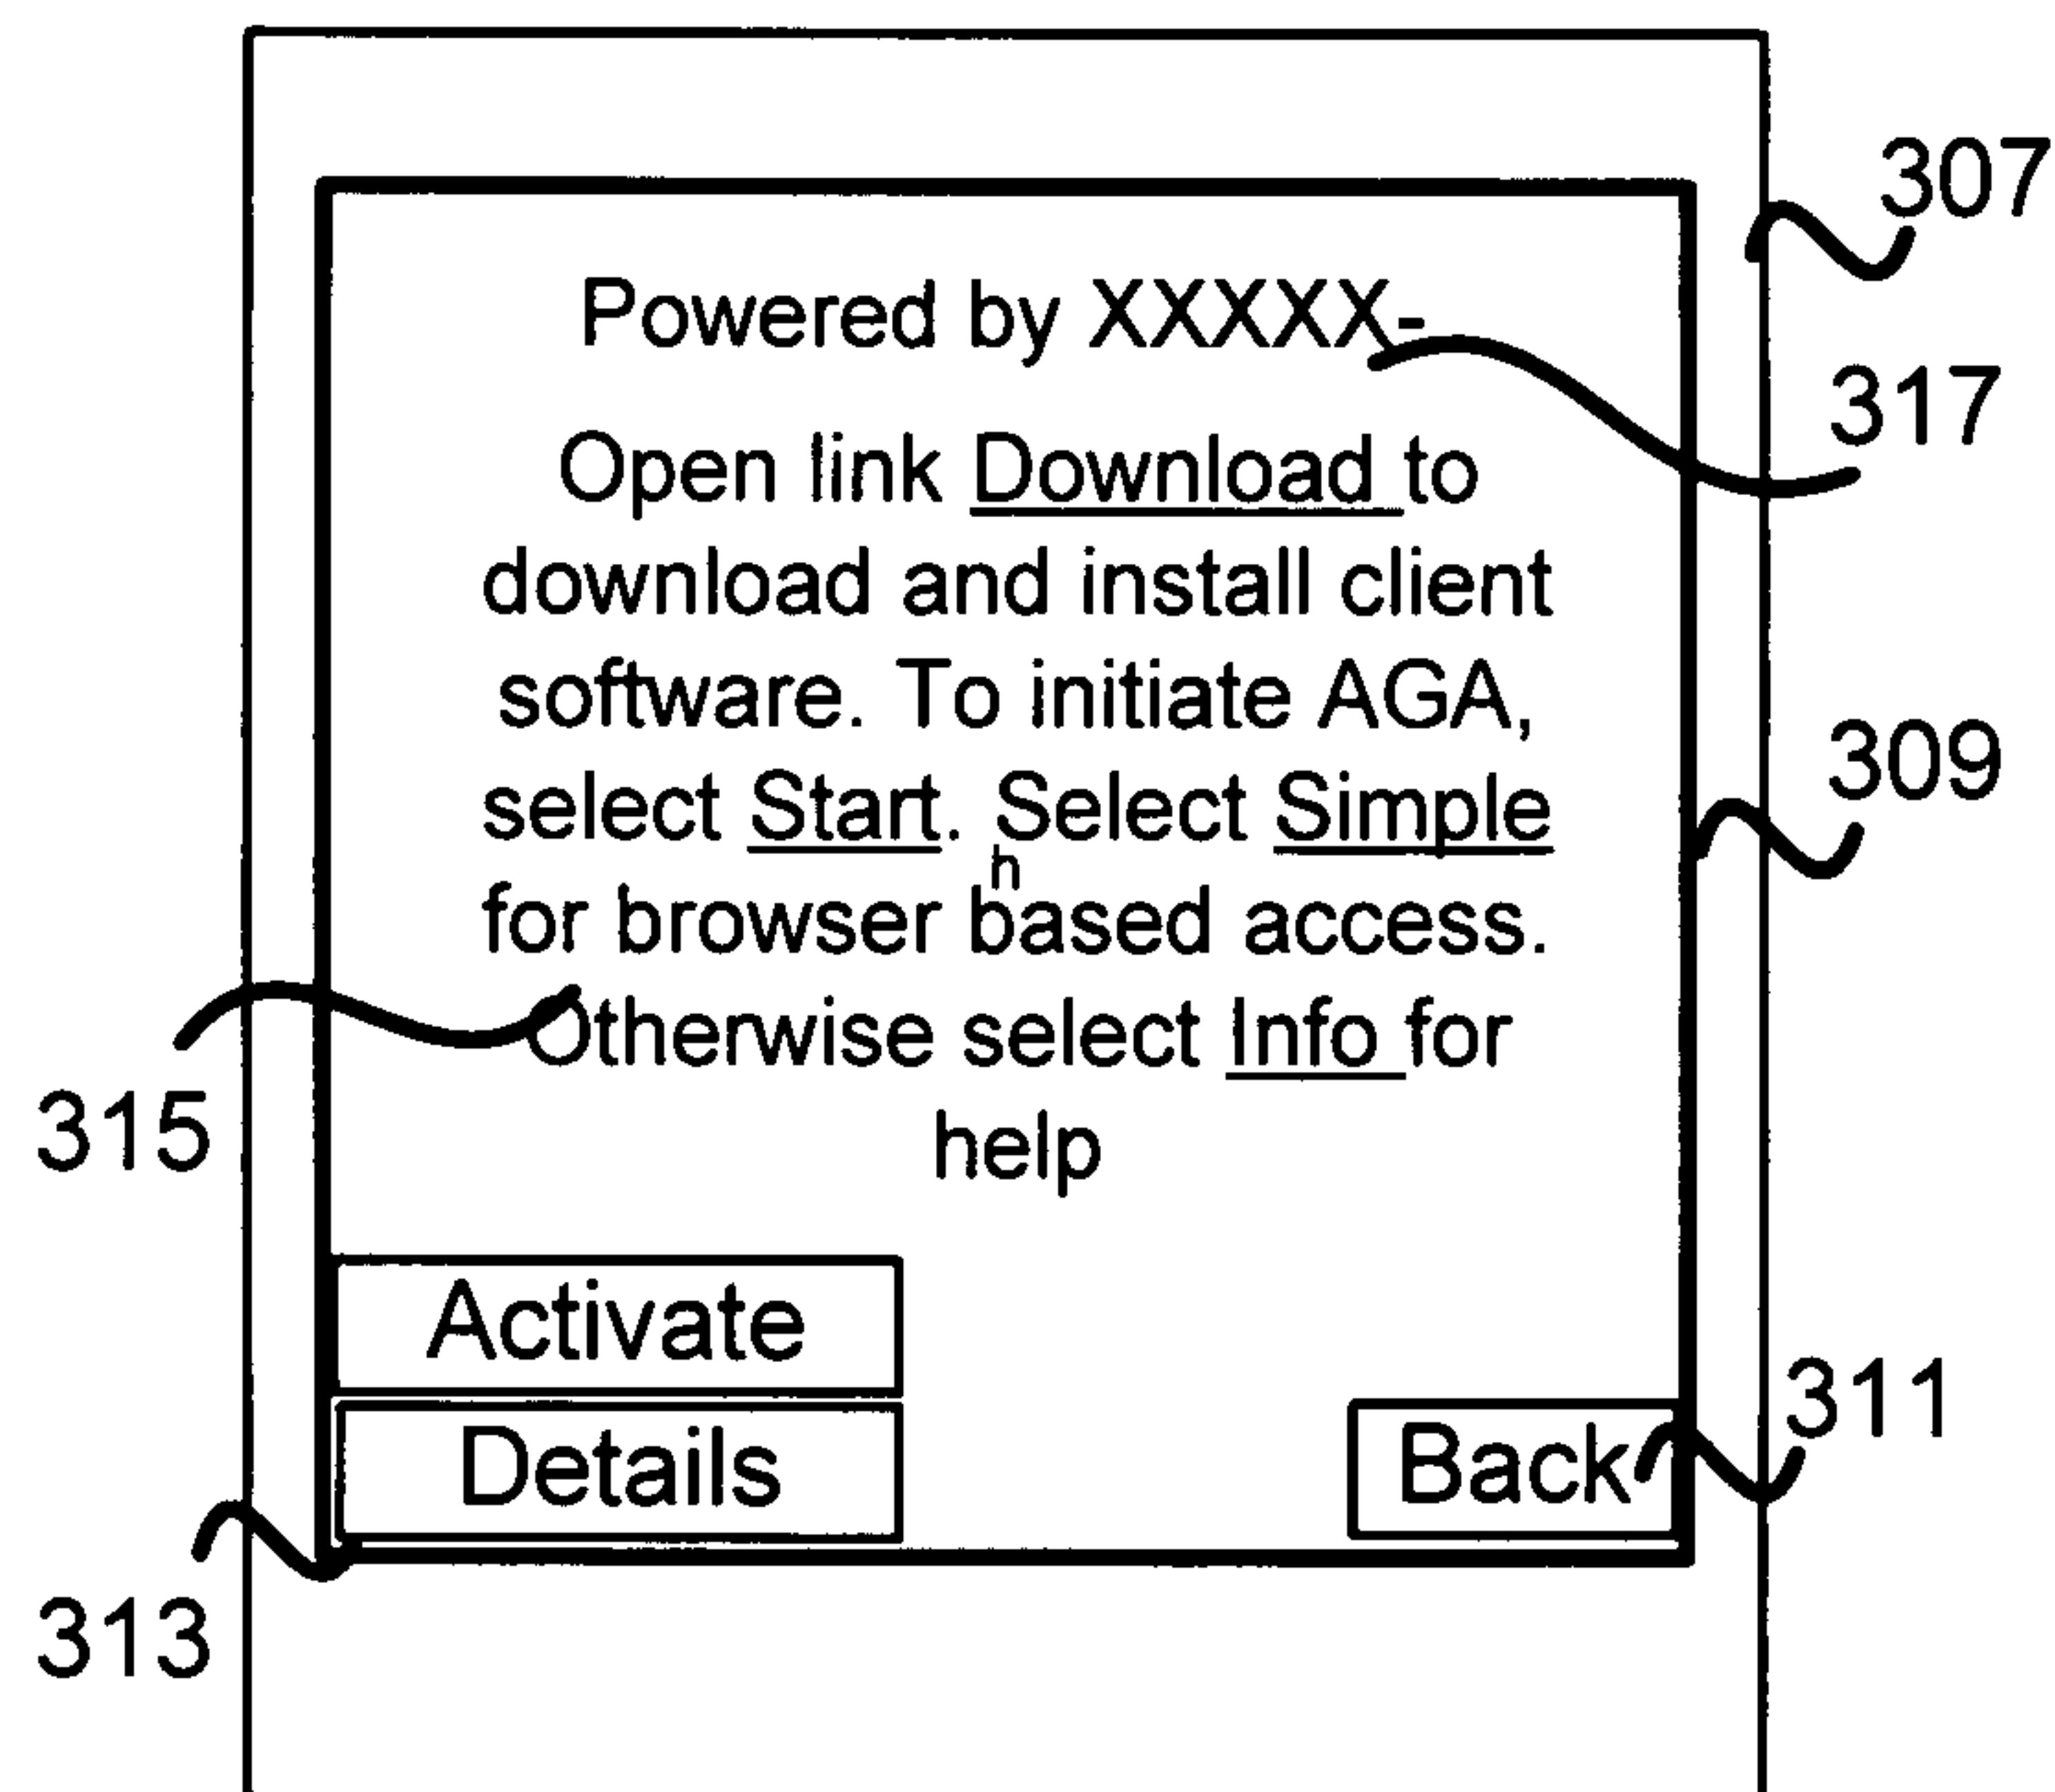 307
Powered by XXXXX-
317
Open link Download to
download and install client
software. To initiate AGA,
309
select Start. Select Simple
h
for browser based access.
Otherwise select Info for
315
help
Activate
311
Details
Back
313